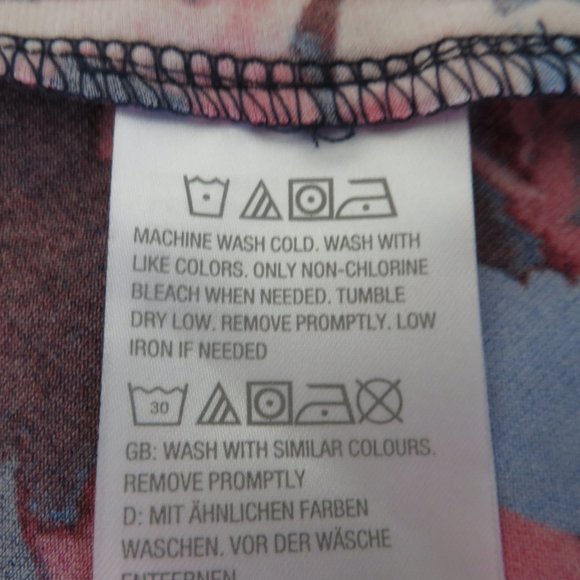 MACHINE WASH COLD. WASH WITH
LIKE COLORS. ONLY NON-CHLORINE
BLEACH WHEN NEEDED. TUMBLE
DRY LOW. REMOVE PROMPTLY. LOW
IRON IF NEEDED
30
GB: WASH WITH SIMILAR COLOURS.
REMOVE PROMPTLY
D: MIT ÄHNLICHEN FARBEN
WASCHEN. VOR DER WÄSCHE
ENTFERNEN